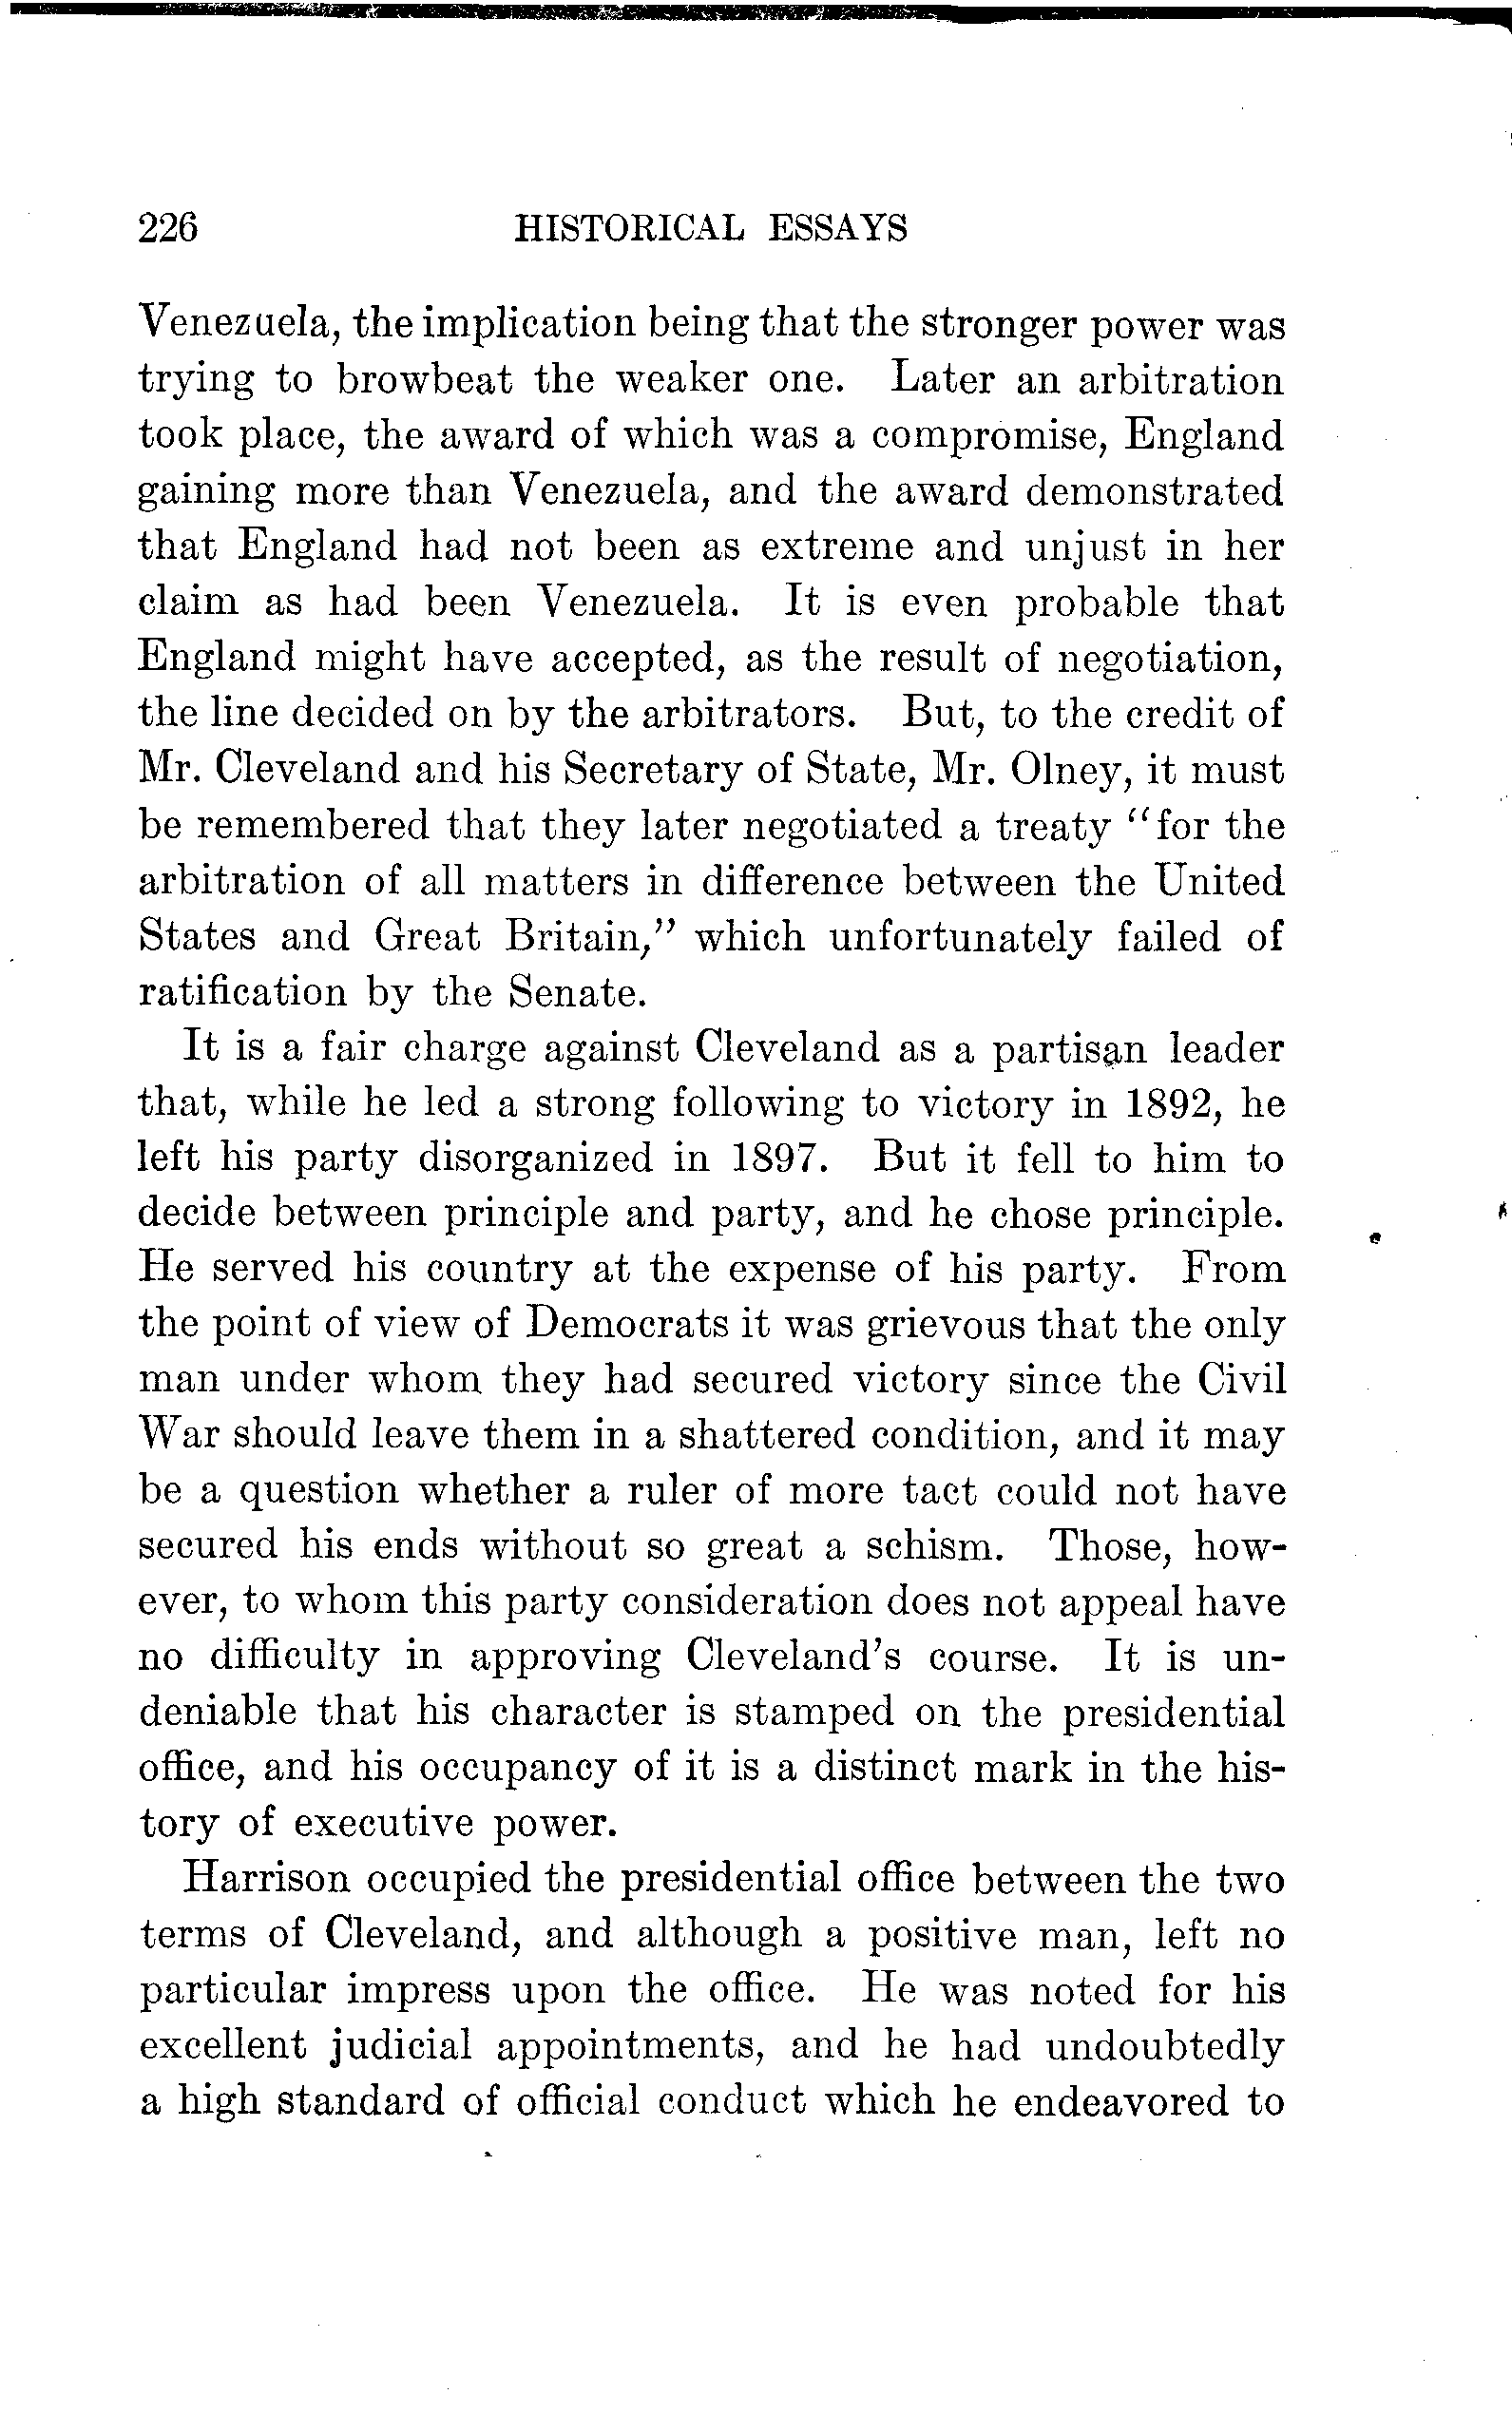 226 HISTORICAL ESSAYS
Venezuela, the implication being that the stronger power was
trying to browbeat the weaker one. Later an arbitration
took place, the award of which was a compromise, England
gaining more than Venezuela, and the award demonstrated
that England had not been as extreme and unjust in her
claim as had been Venezuela. It is even probable that
England might have accepted, as the result of negotiation,
the line decided on by the arbitrators. But, to the credit of
Mr. Cleveland and his Secretary of State, Mr. Olney, it must
be remembered that they later negotiated a treaty “for the
arbitration of all matters in difference between the United
States and Great Britain,” which unfortunately failed of
ratification by the Senate.
It is a fair charge against Cleveland as a partisan leader
that, while he led a strong following to victory in 1892, he
left his party disorganized in 1897. But it fell to him to
decide between principle and party, and he chose principle.
He served his country at the expense of his party. From
the point of view of Democrats it was grievous that the only
man under whom they had secured victory since the Civil
War should leave them in a shattered condition, and it may
be a question whether a ruler of more tact could not have
secured his ends without so great a schism. Those, how-
ever, to whom this party consideration does not appeal have
no difficulty in approving Cleveland's course. It is un-
deniable that his character is stamped on the presidential
office, and his occupancy of it is a distinct mark in the his-
tory of executive power.
Harrison occupied the presidential office between the two
terms of Cleveland, and although a positive man, left no
particular impress upon the office. He was noted for his
excellent judicial appointments, and he had undoubtedly
a high standard of official conduct which he endeavored to